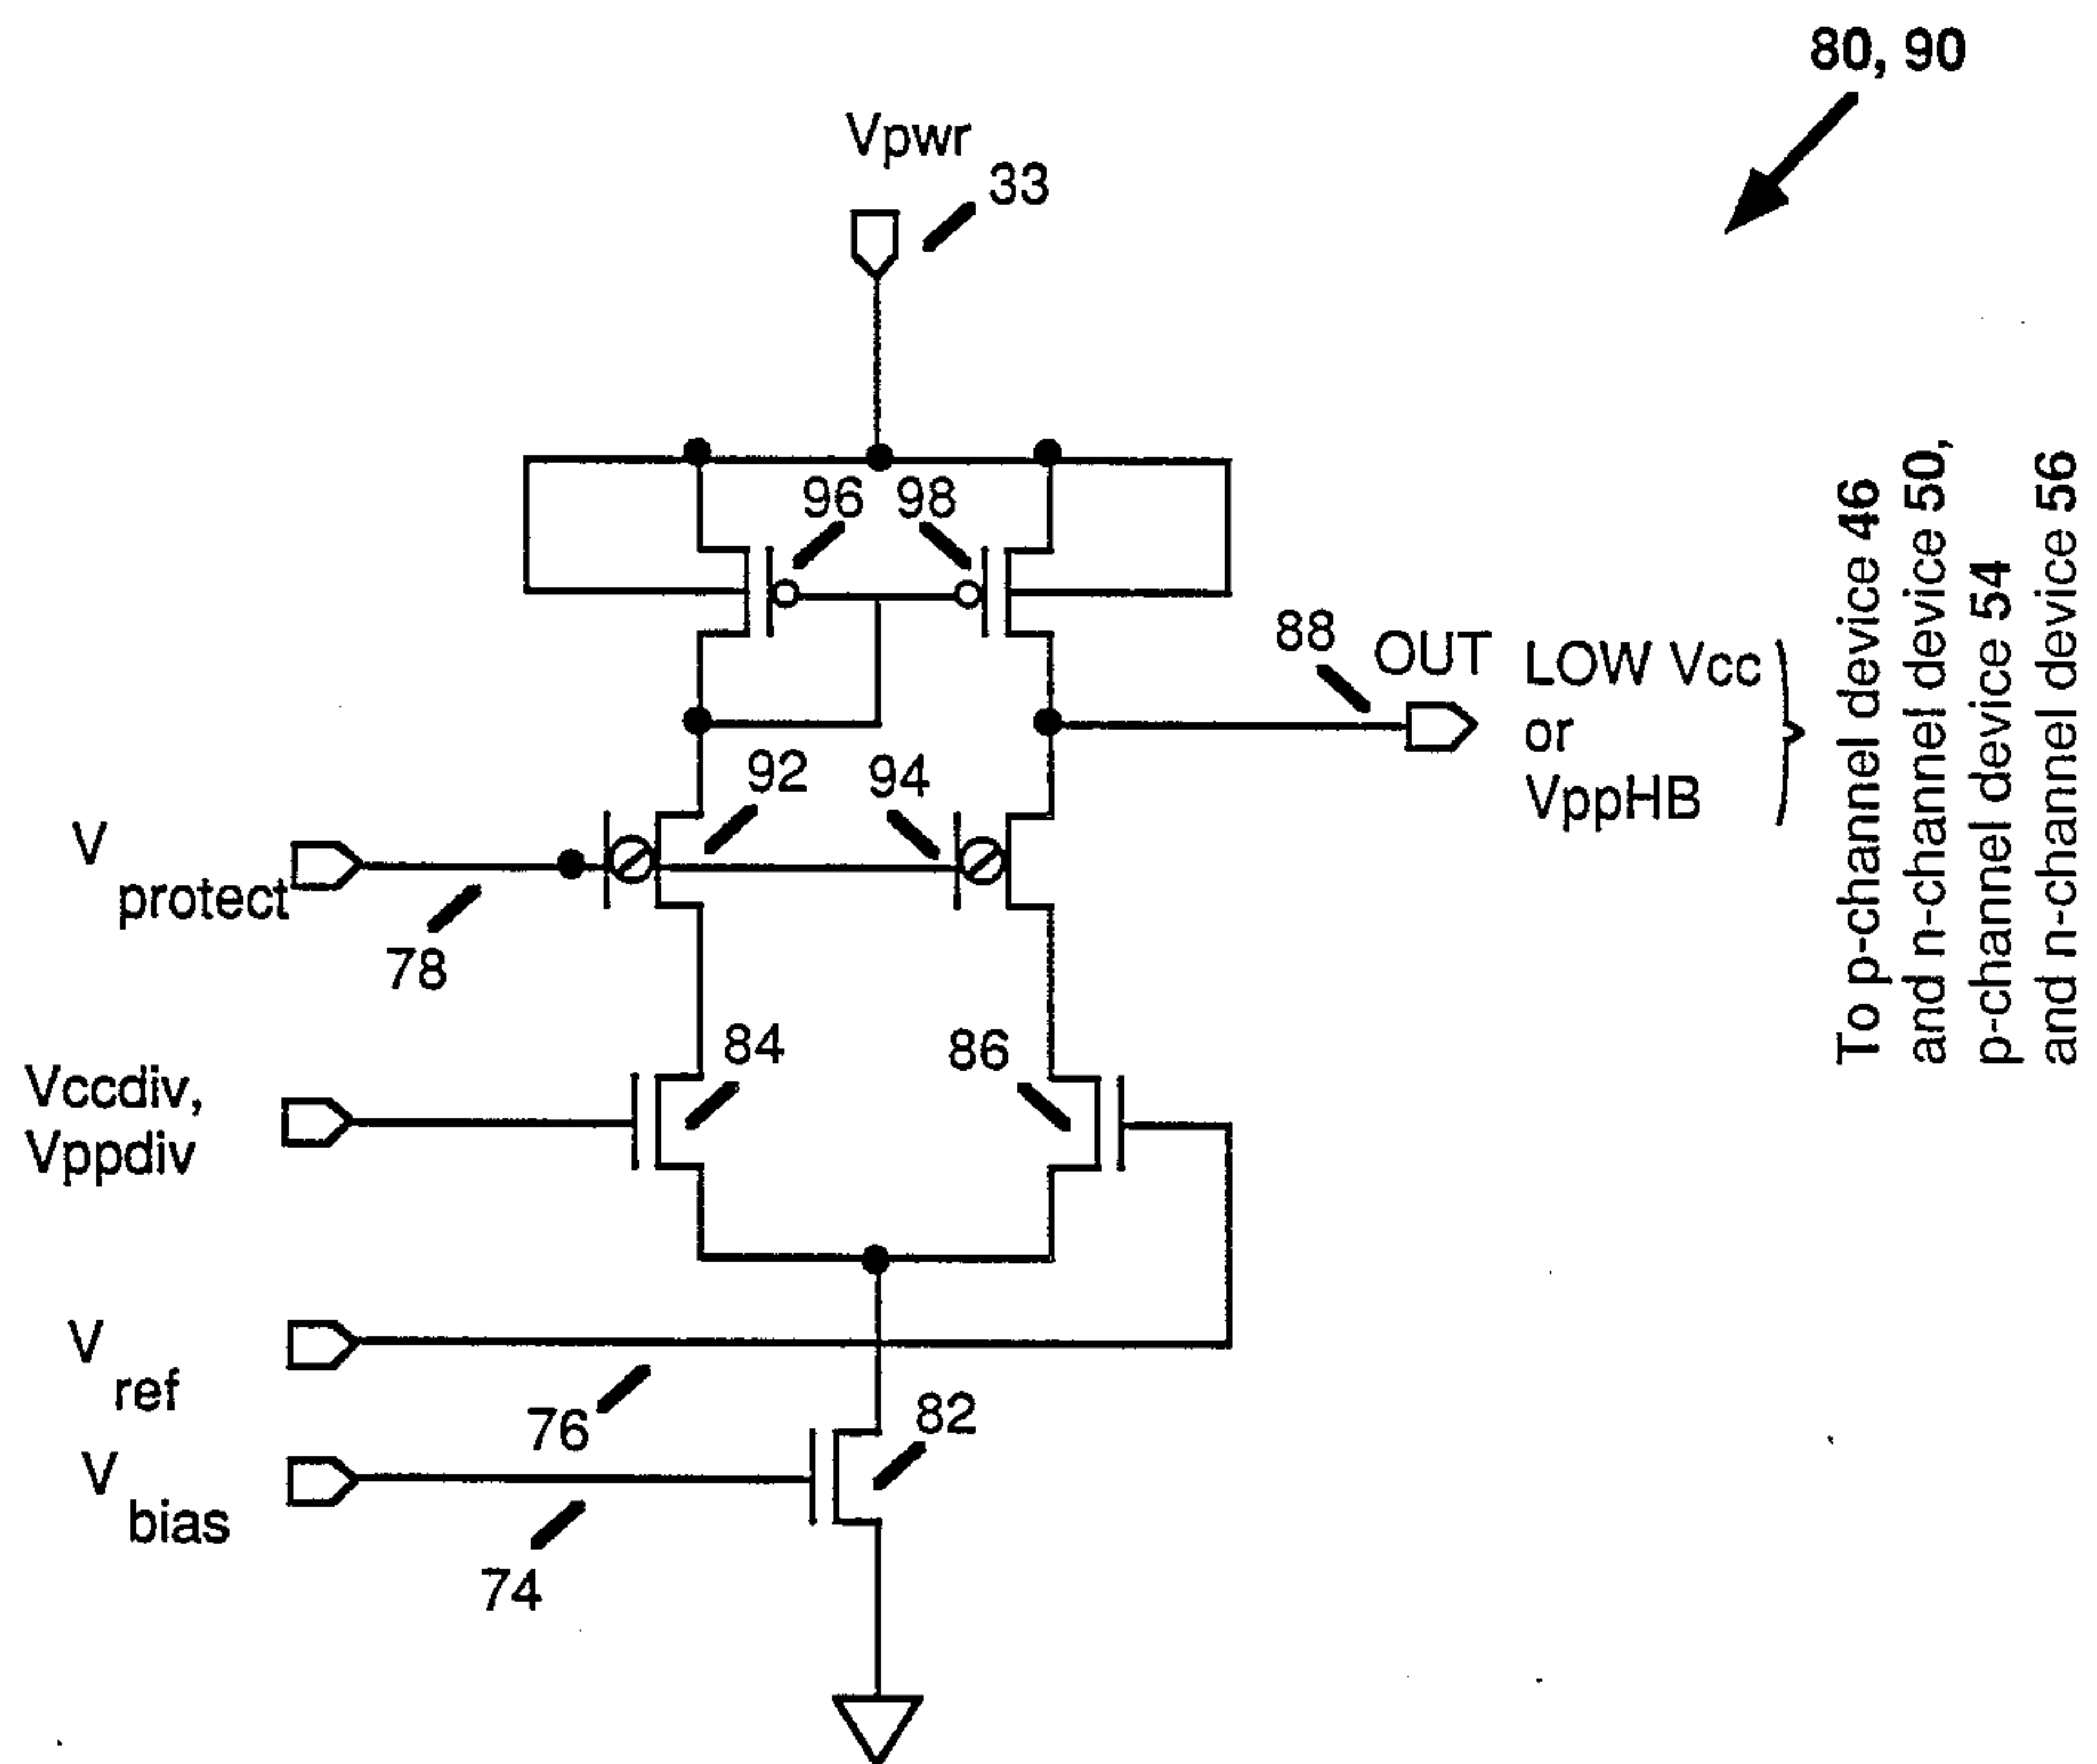 80, 90
Vpwr
33
96
98
88
OUT
LOW Vcc
or
VppHB
To p-channel device 46
and n-channel device 50,
p-channel device 54
and n-channel device 56
92
94
V
protect
78
84
86
Vccdiv,
Vppdiv
V
ref
76
82
V
bias
74